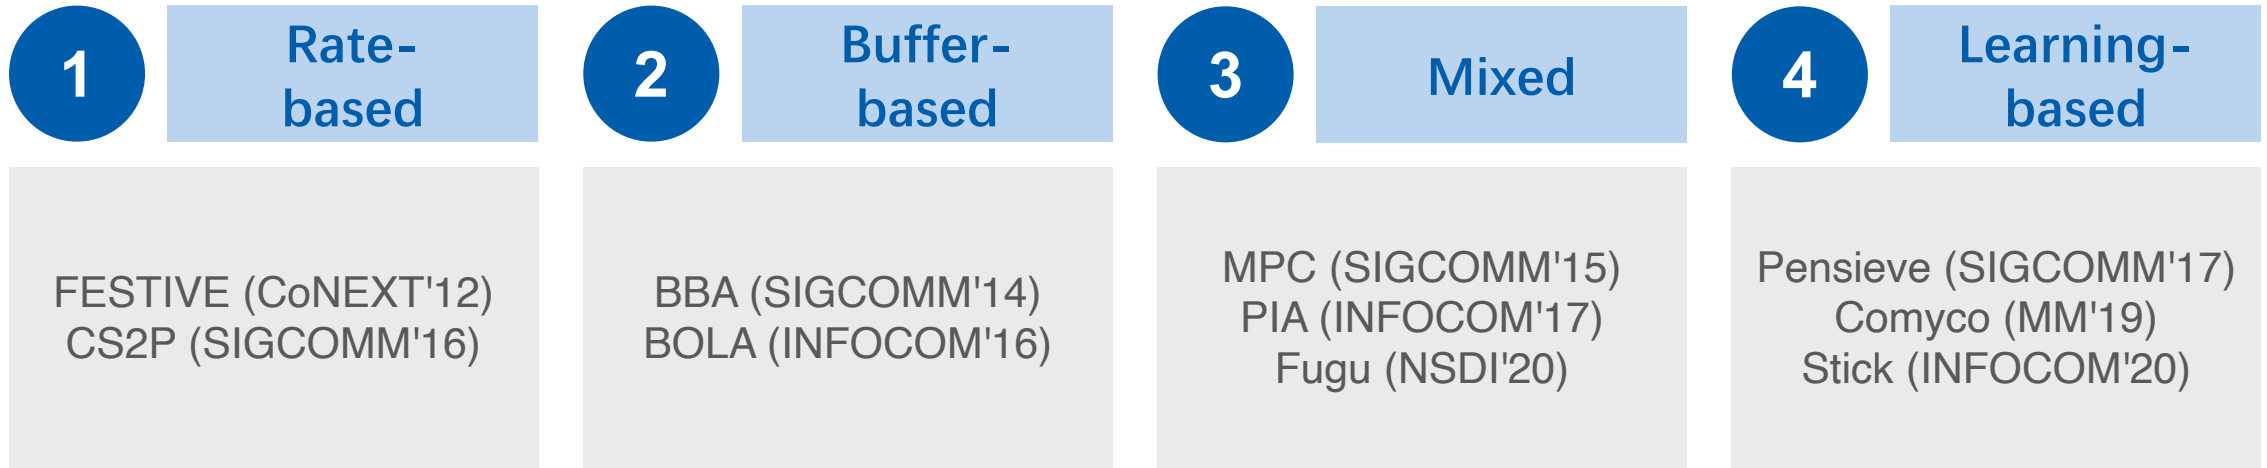 1
Rate-
based
FESTIVE (CoNEXT'12)
CS2P (SIGCOMM'16)
2
Buffer-
based
BBA (SIGCOMM'14)
BOLA (INFOCOM'16)
3
Mixed
MPC (SIGCOMM'15)
PIA (INFOCOM'17)
Fugu (NSDI'20)
4
Learning-
based
Pensieve (SIGCOMM'17)
Comyco (MM'19)
Stick (INFOCOM'20)